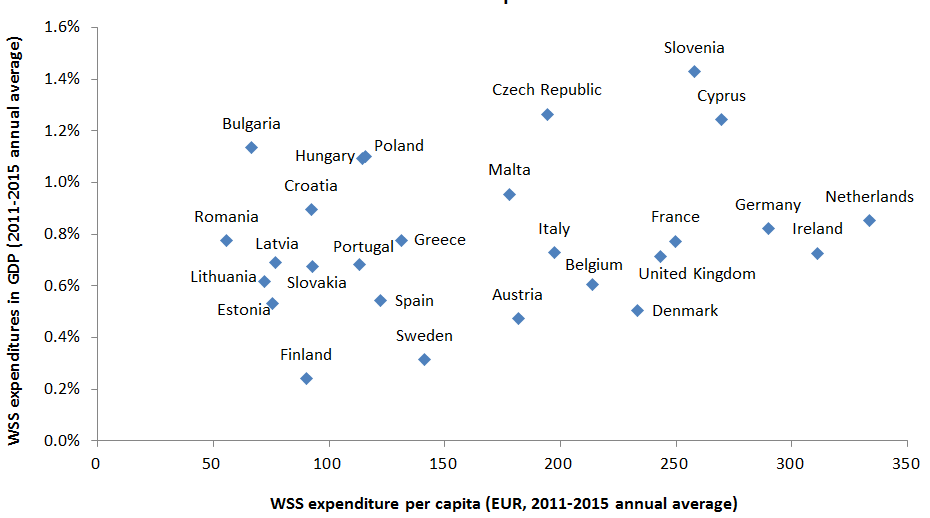 1.6%
Slovenia
1.4%
Czech Republic
Cyprus
1.2%
Bulgaria
Poland
Hungary
Malta
1.0%
Croatia
Netherlands
Germany
Romania
France
Ireland
Italy
0.8%
Latvia
Portugal
Greece
Belgium
Lithuania
United Kingdom
Slovakia
0.6%
Austria
Spain
Estonia
Denmark
0.4%
Sweden
Finland
0.2%
0.0%
0 50 100 150 200 250 300 350
WSS expenditures in GDP (2011-2015 annual average)
WSS expenditure per capita (EUR, 2011-2015 annual average)